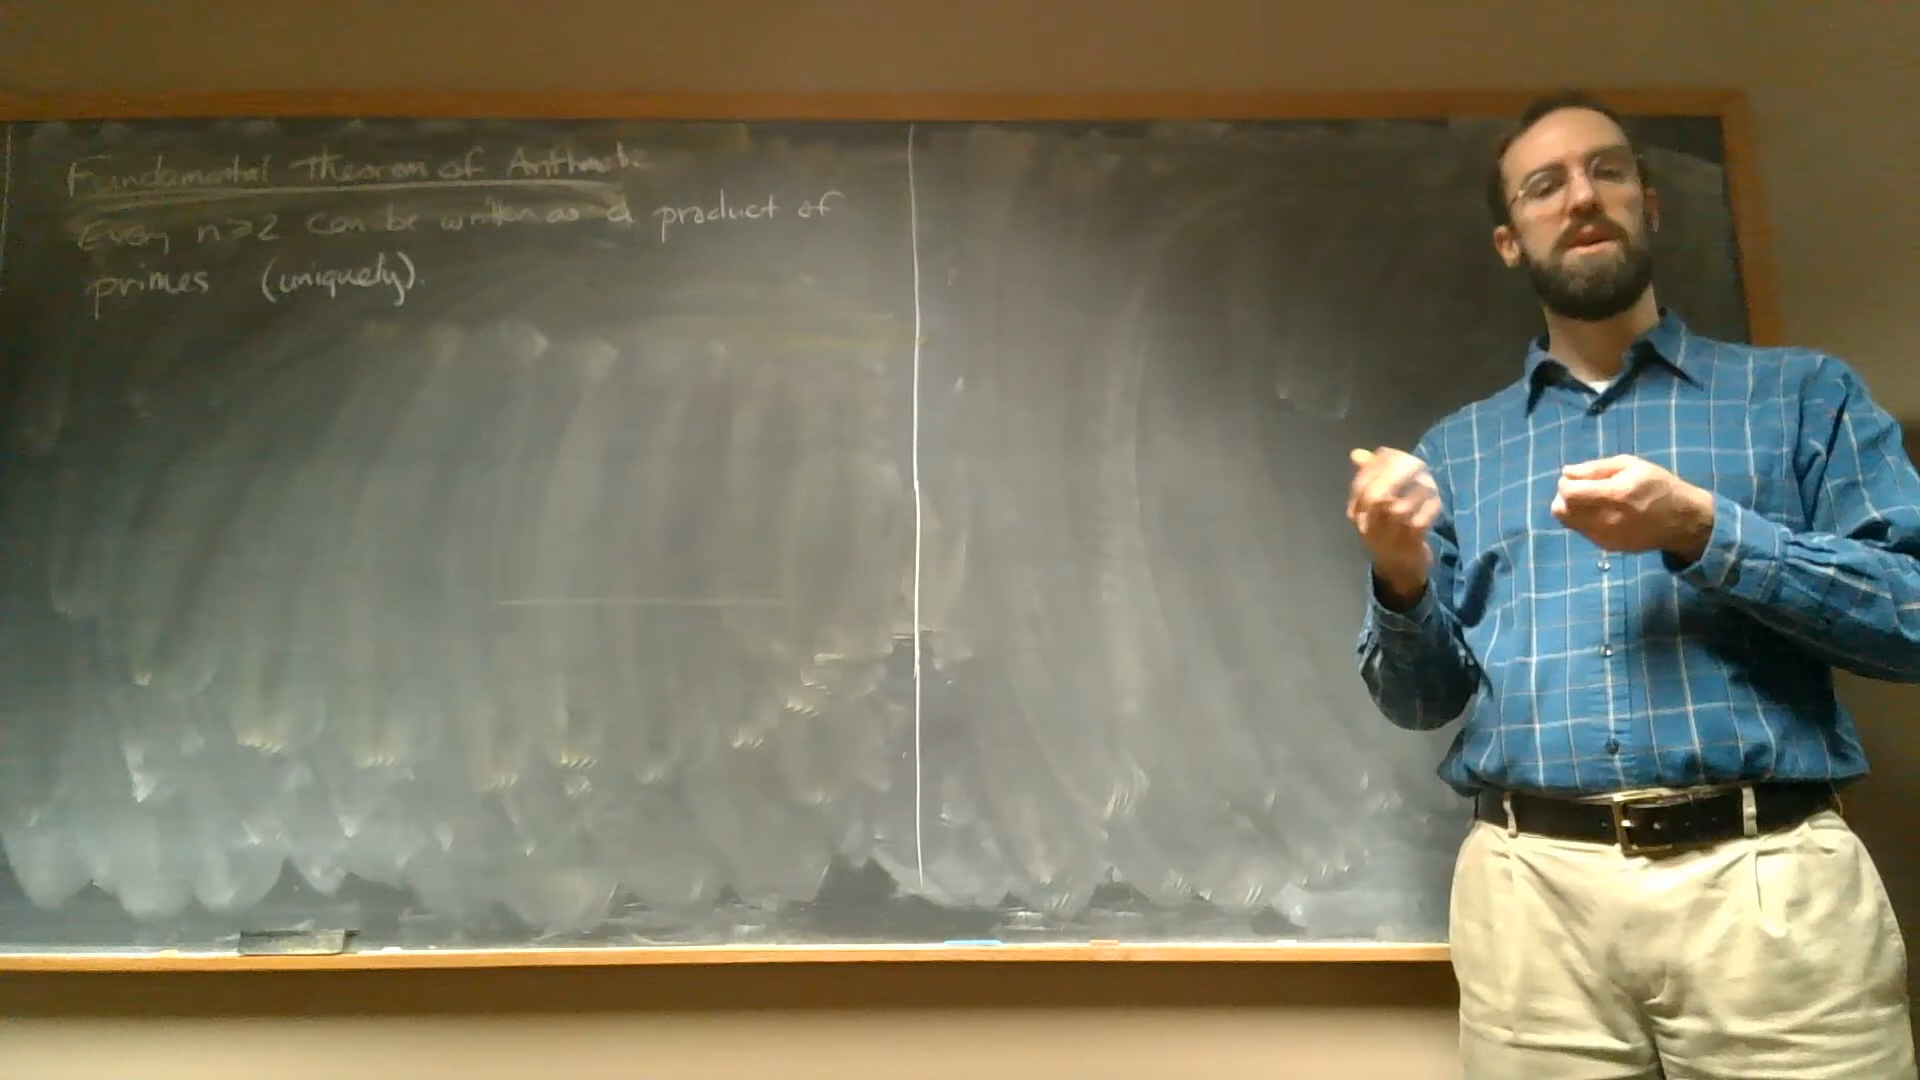 Fundamental Theorem of Arithmetic
Every n≥2 can be written as a product of
primes (uniquely).